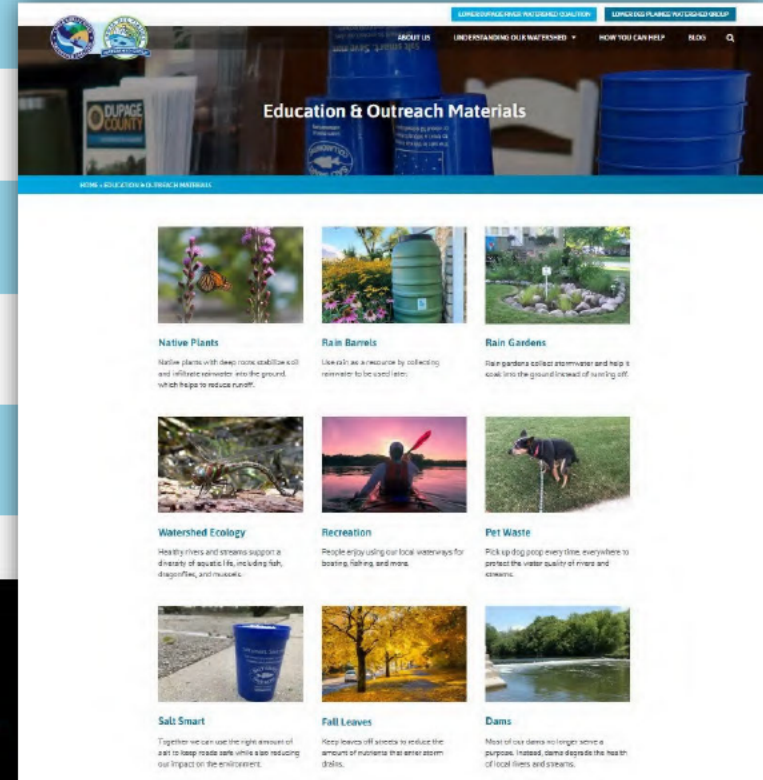 LOWER DUPAGE RIVER WATERSHED COALITION
LOWER DES PLAINES WATERSHED GROUP
ABOUT US
UNDERSTANDING OUR WATERSHED
HOW YOU CAN HELP
BLOG
DUPAGE
COUNTY
Education & Outreach Materials
HOME » EDUCATION & OUTREACH MATERIALS
Native Plants
Native plants with deep roots stabilize soil
and infiltrate rainwater into the ground,
which helps to reduce runoff.
Rain Barrels
Use rain as a resource by collecting
rainwater to be used later.
Rain Gardens
Rain gardens collect stormwater and help it
soak into the ground instead of running off.
Watershed Ecology
Healthy rivers and streams support a
diversity of aquatic life, including fish,
dragonflies, and mussels.
Recreation
People enjoy using our local waterways for
boating, fishing, and more.
Pet Waste
Pick up dog poop every time, everywhere to
protect the water quality of rivers and
streams.
Salt Smart
Together we can use the right amount of
salt to keep roads safe while also reducing
our impact on the environment.
Fall Leaves
Keep leaves off streets to reduce the
amount of nutrients that enter storm
drains.
Dams
Most of our dams no longer serve a
purpose. Instead, dams degrade the health
of local rivers and streams.